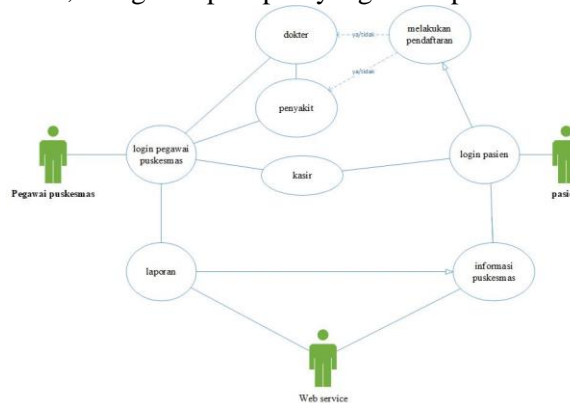 dokter
melakukan
pendaftaran
ya/tidak
ya/tidak
penyakit
login pegawai
puskesmas
login pasien
kasir
Pegawai puskesmas
pasie
laporan
informasi
puskesmas
Web service